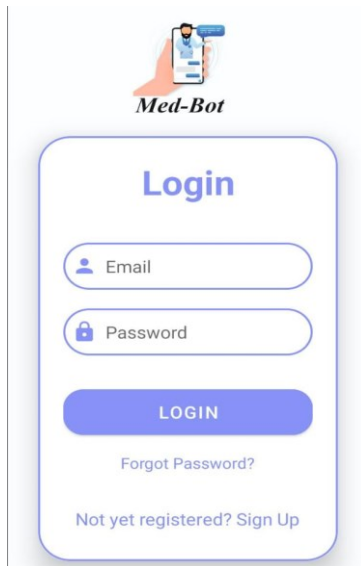 Med-Bot
Login
Email
Password
LOGIN
Forgot Password?
Not yet registered? Sign Up